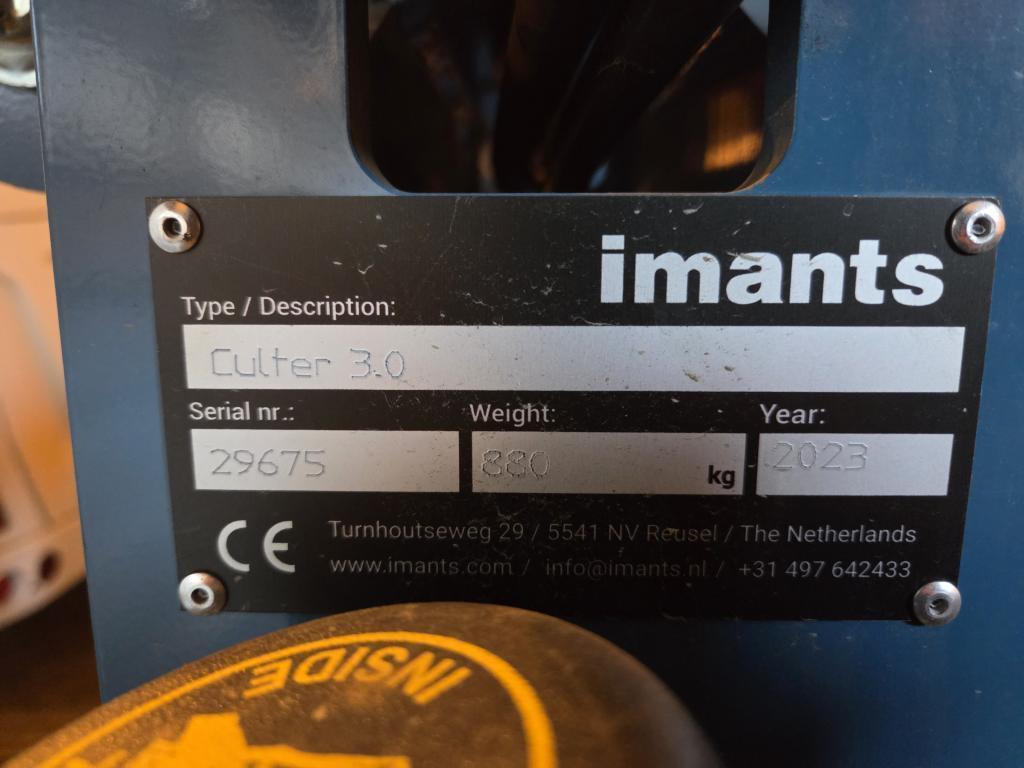 imants
Type / Description:
Culter 3.0
Serial nr.: Weight: Year:
29675 880 kg 2023
CE Turnhoutseweg 29 / 5541 NV Reusel / The Netherlands
www.imants.com / info@imants.nl / +31 497 642433
INSIDE